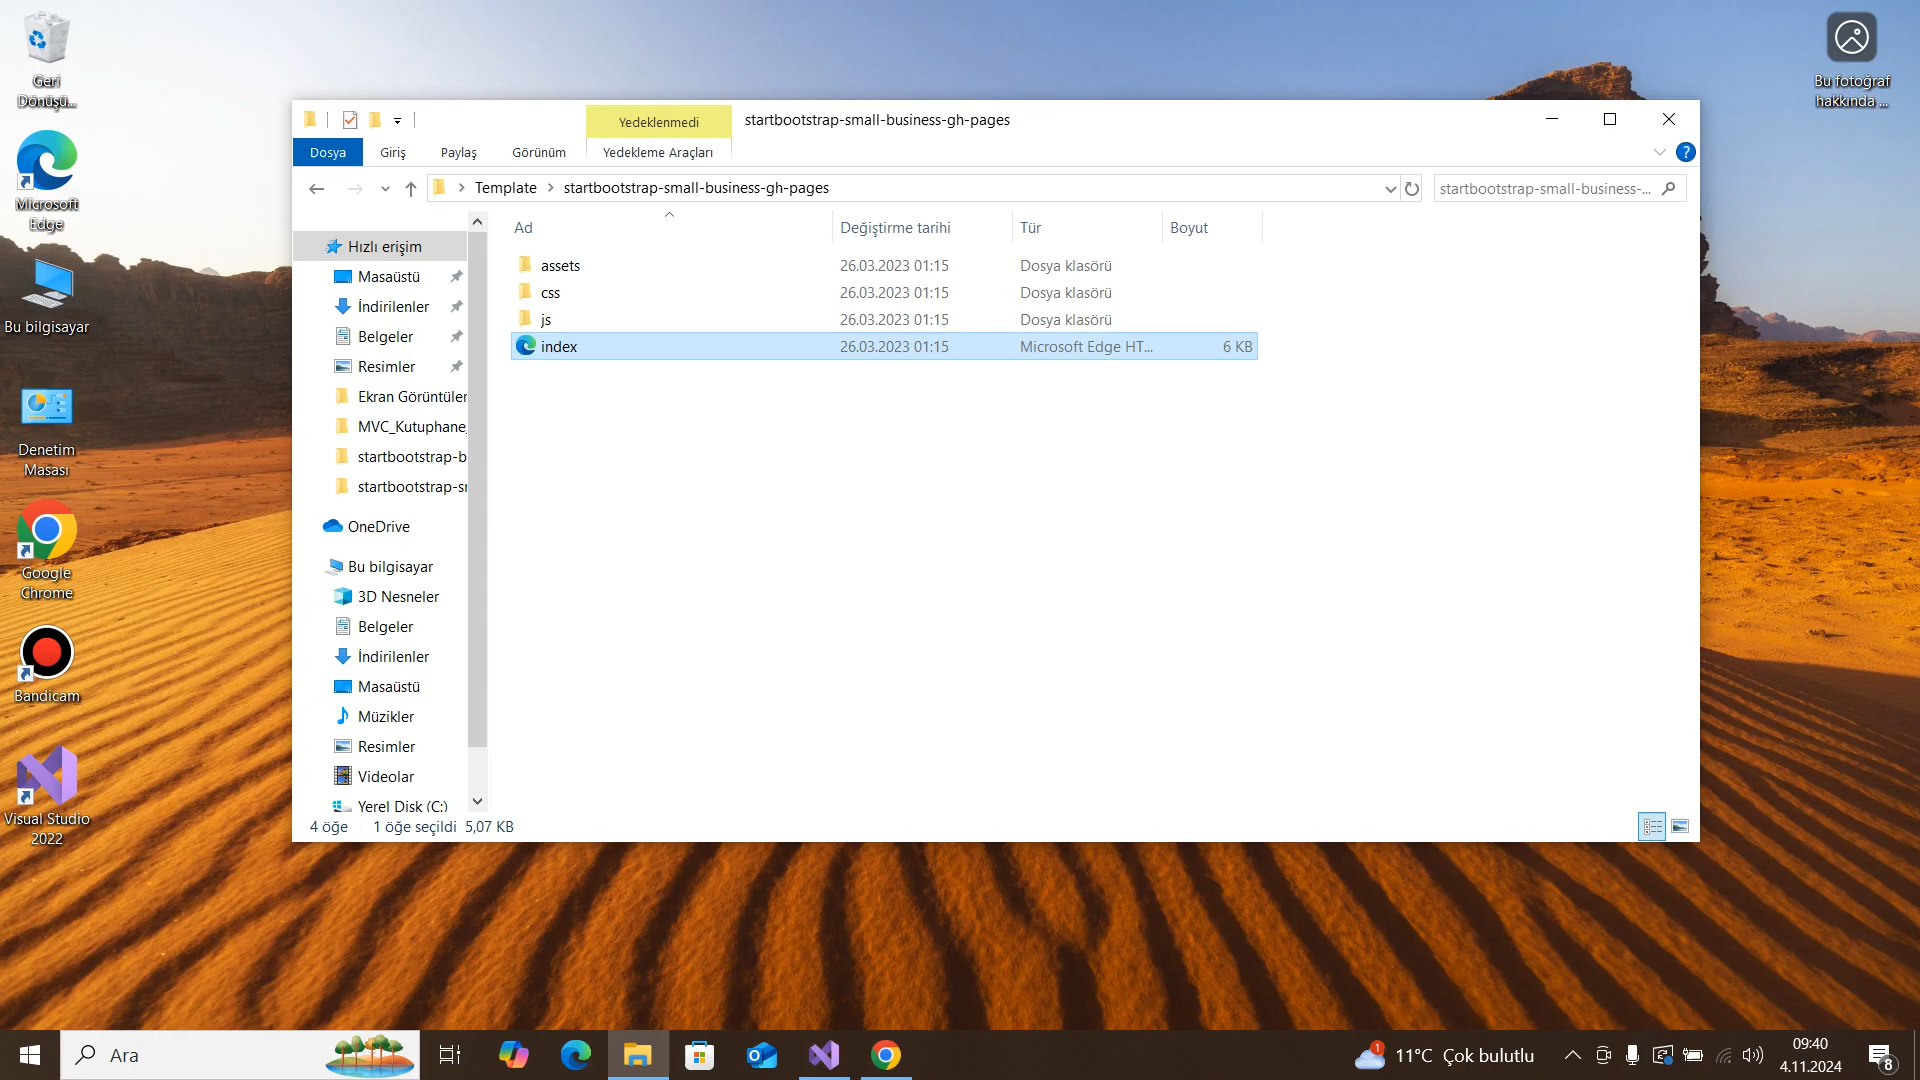 Geri
Dönüşü...
Microsoft
Edge
Bu bilgisayar
Denetim
Masası
Google
Chrome
Bandicam
Visual Studio
2022
Bu fotoğraf
hakkında ...
Yedeklenmedi
startbootstrap-small-business-gh-pages
Dosya
Giriş
Paylaş
Görünüm
Yedekleme Araçları
Template
startbootstrap-small-business-gh-pages
startbootstrap-small-business-...
Hızlı erişim
Masaüstü
İndirilenler
Belgeler
Resimler
Ekran Görüntüler
MVC_Kutuphane_
startbootstrap-b
startbootstrap-sm
OneDrive
Bu bilgisayar
3D Nesneler
Belgeler
İndirilenler
Masaüstü
Müzikler
Resimler
Videolar
Yerel Disk (C:)
Ad Değiştirme tarihi Tür Boyut
assets 26.03.2023 01:15 Dosya klasörü
css 26.03.2023 01:15 Dosya klasörü
js 26.03.2023 01:15 Dosya klasörü
index 26.03.2023 01:15 Microsoft Edge HT... 6 KB
4 öğe 1 öğe seçildi 5,07 KB
Ara
1
11°C Çok bulutlu
09:40
4.11.2024
8